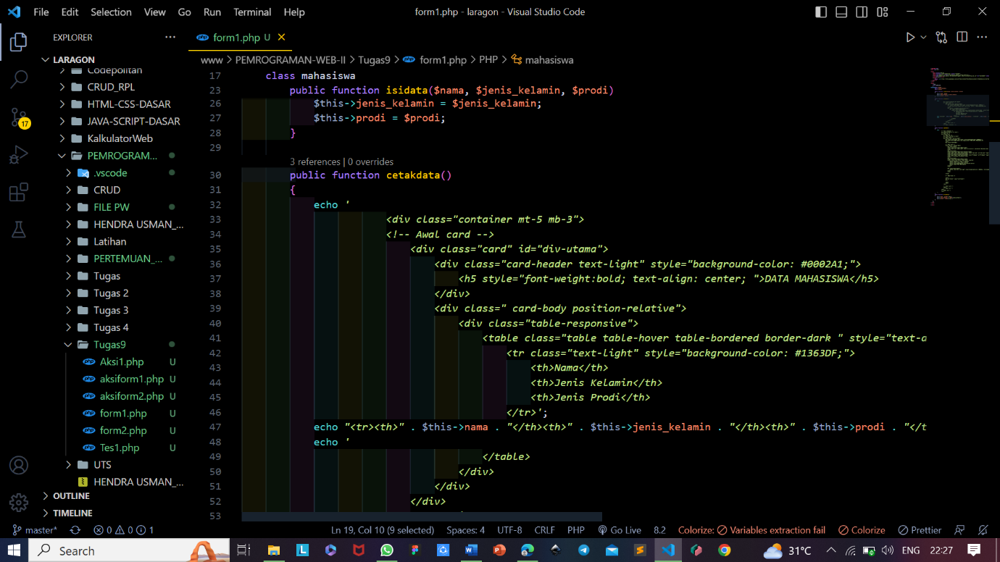 File Edit Selection View Go Run Terminal Help form1.php - laragon - Visual Studio Code
EXPLORER ··· form1.php U
LARAGON
www > PEMROGRAMAN-WEB-II > Tugas9 > form1.php > PHP > mahasiswa
Codepolitan
CRUD_RPL
HTML-CSS-DASAR
JAVA-SCRIPT-DASAR
KalkulatorWeb
PEMROGRAM...
.vscode
CRUD
FILE PW
HENDRA USMAN_...
Latihan
PERTEMUAN_...
Tugas
Tugas 2
Tugas 3
Tugas 4
Tugas9
Aksi1.php U
aksiform1.php U
aksiform2.php U
form1.php U
form2.php U
Tes1.php U
UTS
HENDRA USMAN_...
OUTLINE
TIMELINE
17
17 class mahasiswa
23 public function isidata($nama, $jenis_kelamin, $prodi)
26 $this->jenis_kelamin = $jenis_kelamin;
27 $this->prodi = $prodi;
28 }
29
3 references | 0 overrides
30 public function cetakdata()
31 {
32 echo '
33 <div class="container mt-5 mb-3">
34 <!-- Awal card -->
35 <div class="card" id="div-utama">
36 <div class="card-header text-light" style="background-color: #0002A1;">
37 <h5 style="font-weight:bold; text-align: center; ">DATA MAHASISWA</h5>
38 </div>
39 <div class=" card-body position-relative">
40 <div class="table-responsive">
41 <table class="table table-hover table-bordered border-dark " style="text-a
42 <tr class="text-light" style="background-color: #1363DF;">
43 <th>Nama</th>
44 <th>Jenis Kelamin</th>
45 <th>Jenis Prodi</th>
46 </tr>';
47 echo "<tr><th>" . $this->nama . "</th><th>" . $this->jenis_kelamin . "</th><th>" . $this->prodi . "</t
48 echo '
49 </table>
50 </div>
51 </div>
52 </div>
53
master* 0 0 1 Ln 19, Col 10 (9 selected) Spaces: 4 UTF-8 CRLF PHP Go Live 8.2 Colorize: Variables extraction fail Colorize Prettier
Search 31°C ENG 22:27